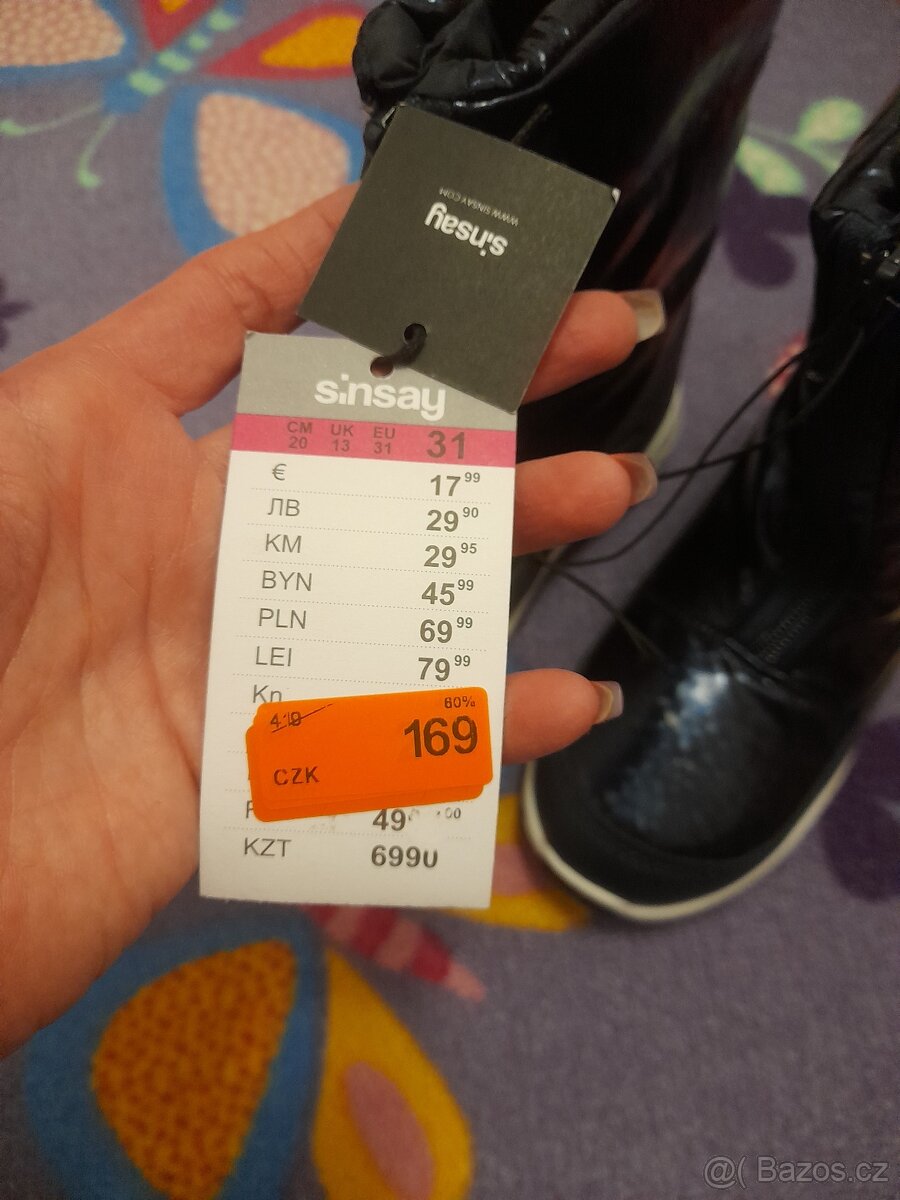 WWW.SINSAY.COM
sinsay
sinsay
CM UK EU 31
20 13 31
€ 17 99
ЛВ 29 90
KM 29 95
BYN 45 99
PLN 69 99
LEI 79 99
Kn
419 60%
169
CZK
49
KZT 6990
@( Bazos.cz